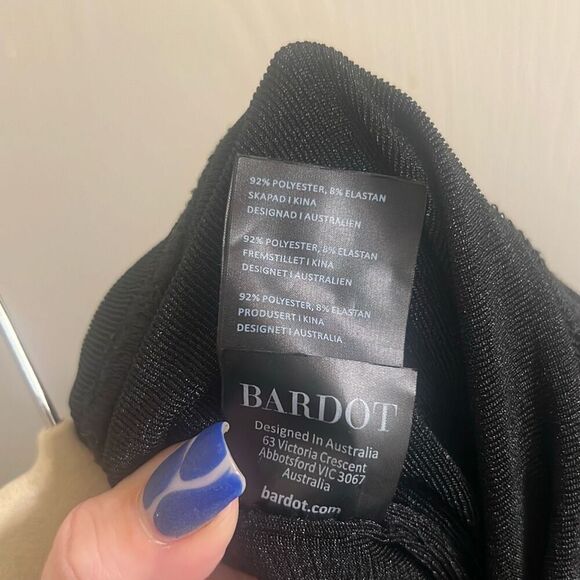 92% POLYESTER, 8% ELASTAN
SKAPAD I KINA
DESIGNAD I AUSTRALIEN
92% POLYESTER, 8% ELASTAN
FREMSTILLET I KINA
DESIGNET I AUSTRALIEN
92% POLYESTER, 8% ELASTAN
PRODUSERT I KINA
DESIGNET I AUSTRALIA
BARDOT
Designed In Australia
63 Victoria Crescent
Abbotsford VIC 3067
Australia
bardot.com